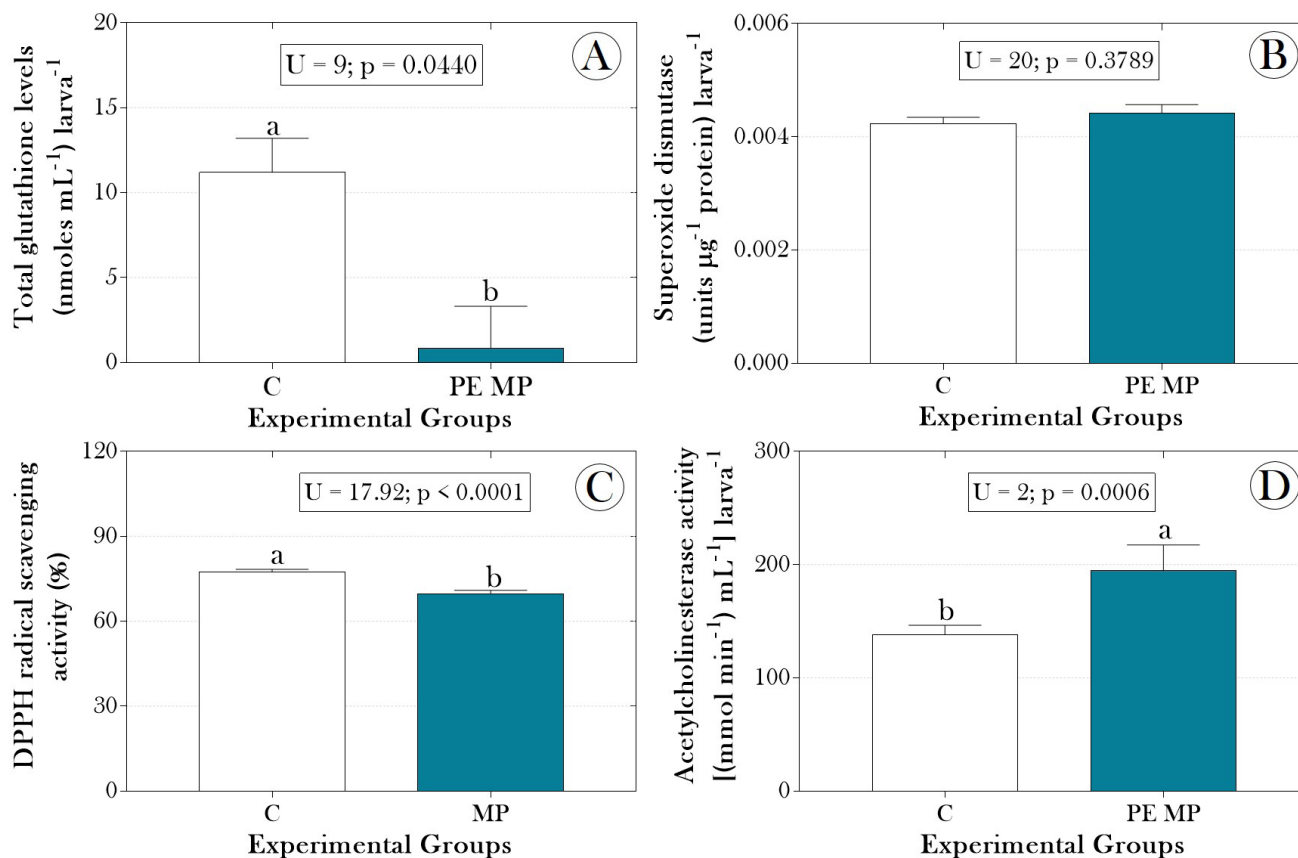 Total glutathione levels
(nmoles mL⁻¹) larva⁻¹
20
15
10
5
0
U = 9; p = 0.0440
A
a
b
C
PE MP
Experimental Groups
Superoxide dismutase
(units µg⁻¹ protein) larva⁻¹
0.006
0.004
0.002
0.000
U = 20; p = 0.3789
B
C
PE MP
Experimental Groups
DPPH radical scavenging
activity (%)
120
90
60
30
0
U = 17.92; p < 0.0001
C
a
b
C
MP
Experimental Groups
Acetylcholinesterase activity
[(mmol min⁻¹) mL⁻¹] larva⁻¹
300
200
100
0
U = 2; p = 0.0006
D
b
a
C
PE MP
Experimental Groups